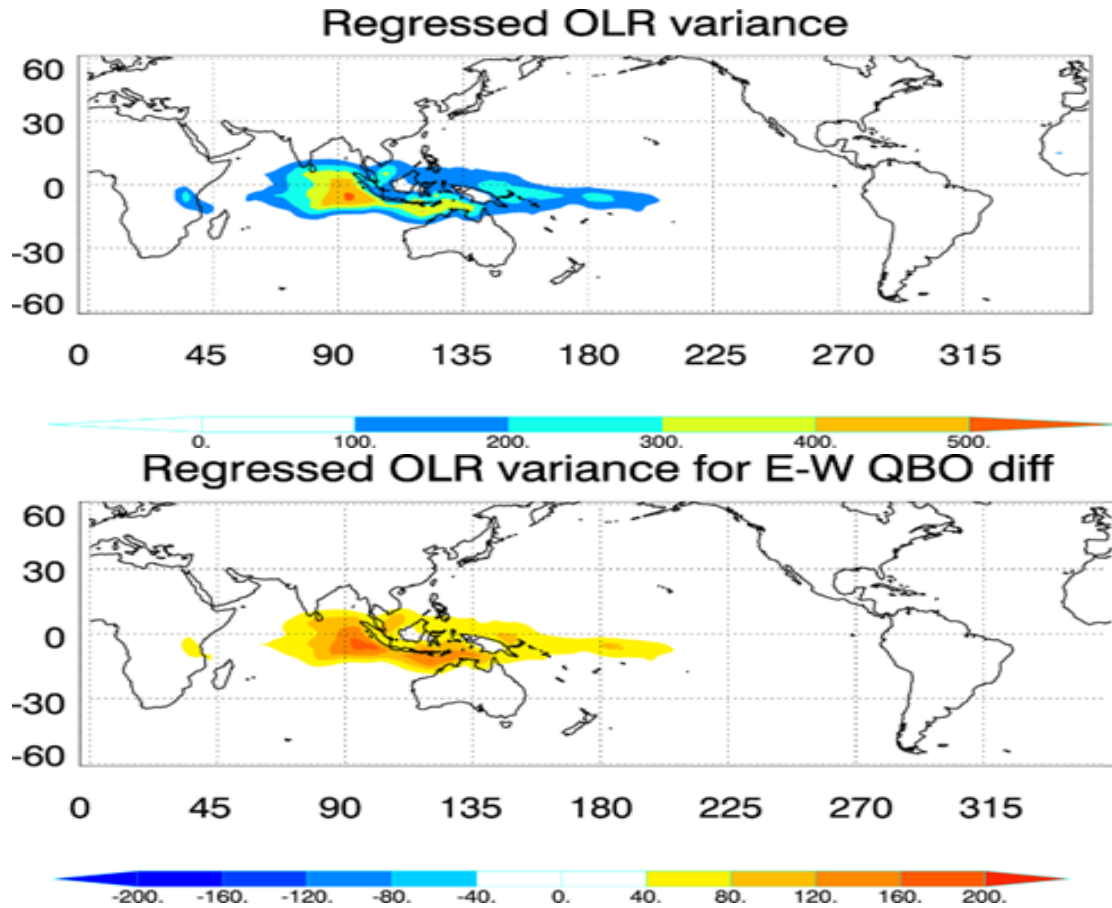 Regressed OLR variance
60
30
0
-30
-60
0 45 90 135 180 225 270 315
0. 100. 200. 300. 400. 500.
Regressed OLR variance for E-W QBO diff
60
30
0
-30
-60
0 45 90 135 180 225 270 315
-200. -160. -120. -80. -40. 0. 40. 80. 120. 160. 200.